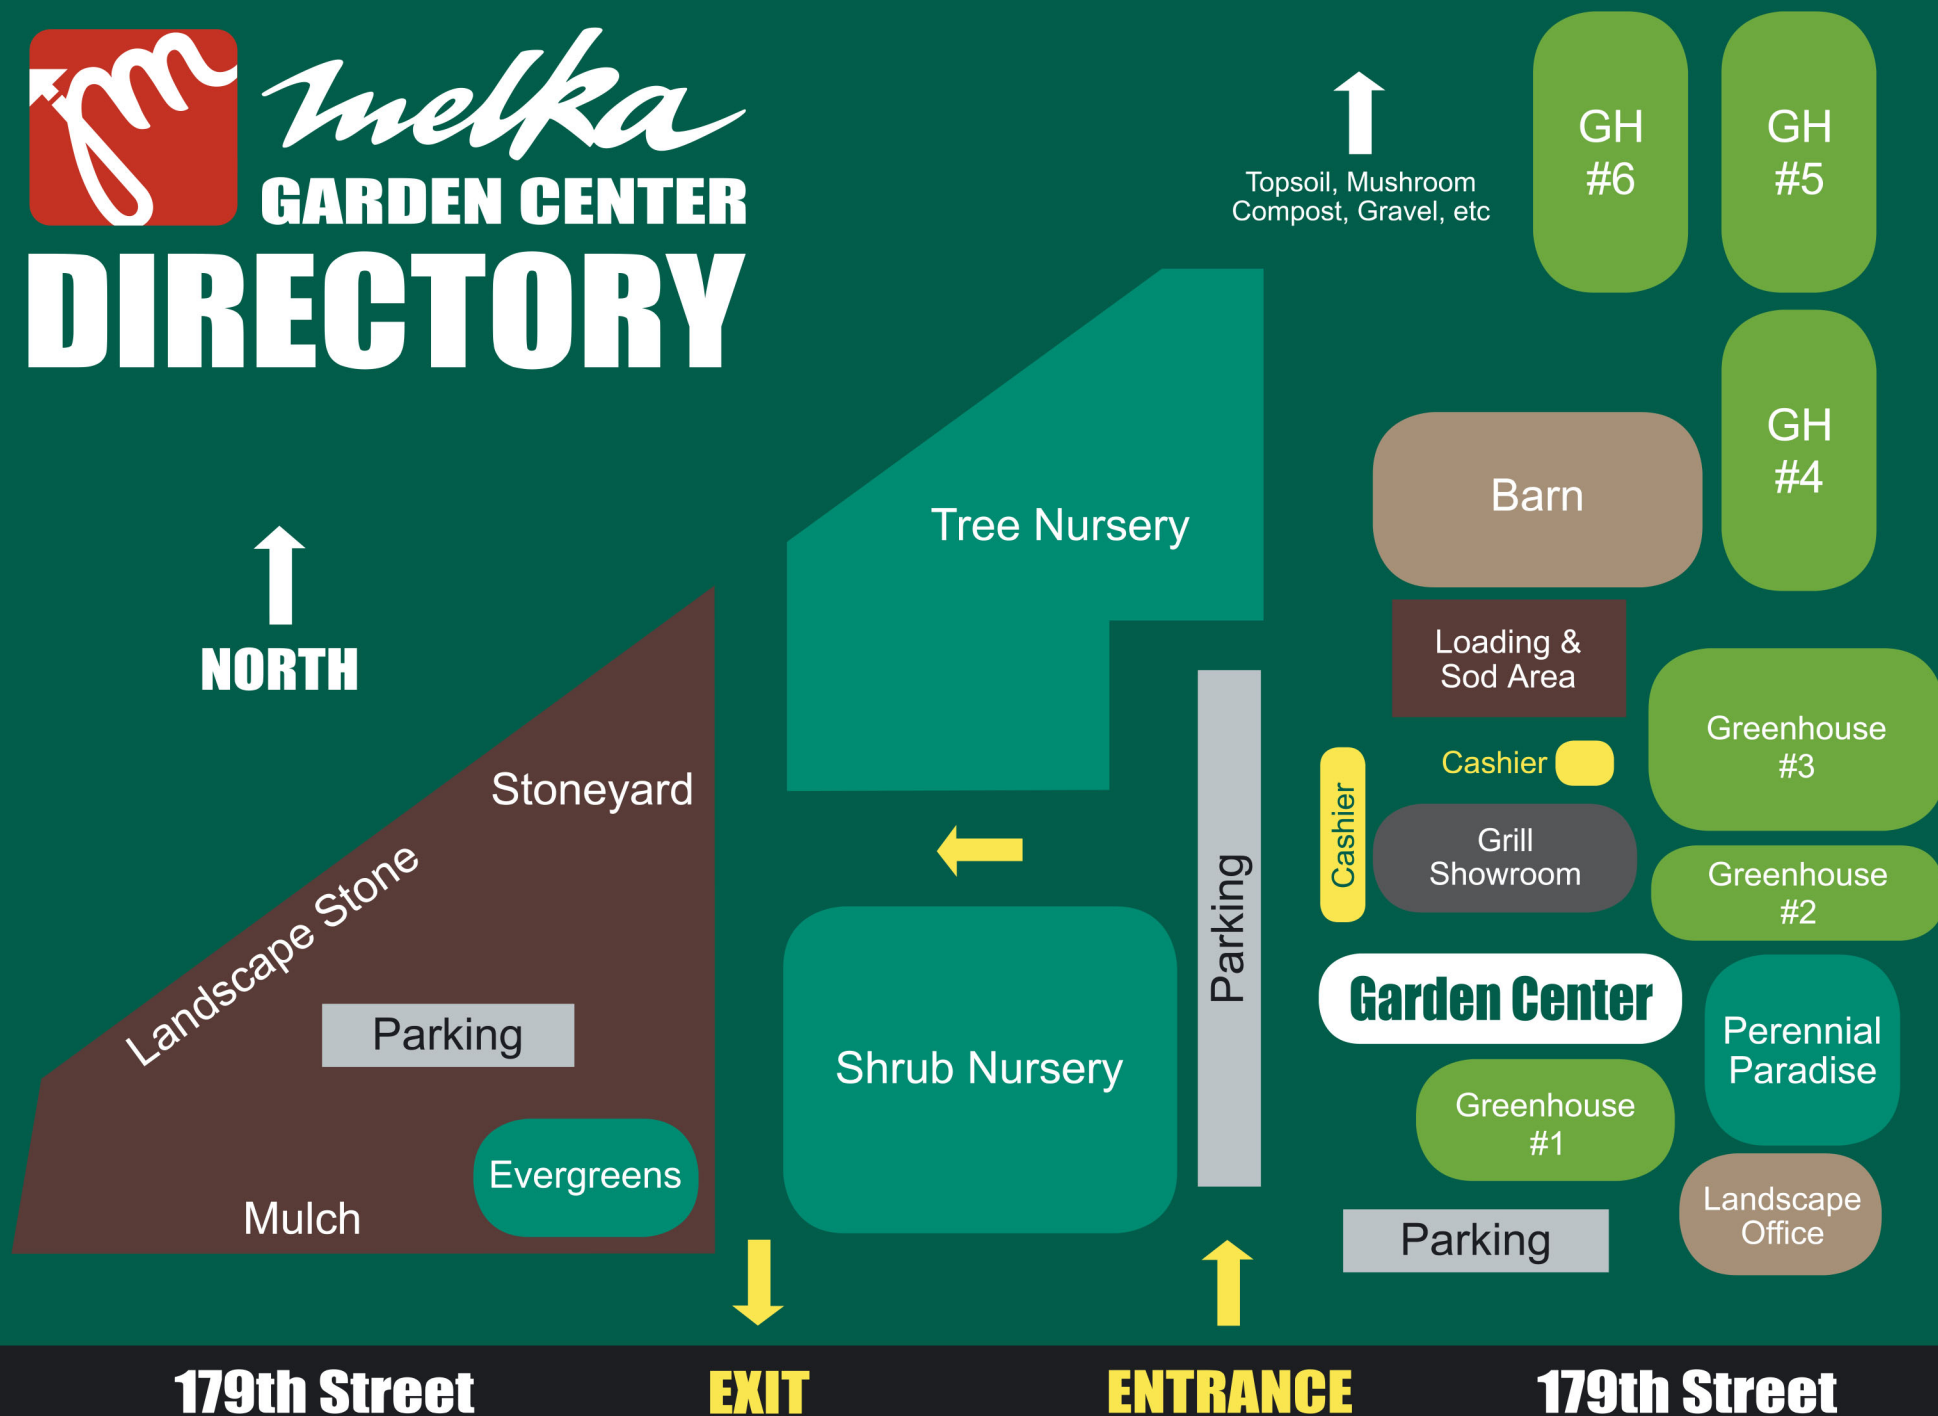 jm
melka
GARDEN CENTER
DIRECTORY
NORTH
Topsoil, Mushroom
Compost, Gravel, etc
GH
#6
GH
#5
GH
#4
Barn
Tree Nursery
Loading &
Sod Area
Greenhouse
#3
Cashier
Cashier
Grill
Showroom
Greenhouse
#2
Stoneyard
Landscape Stone
Parking
Evergreens
Mulch
Shrub Nursery
Parking
Garden Center
Perennial
Paradise
Greenhouse
#1
Landscape
Office
Parking
179th Street
EXIT
ENTRANCE
179th Street